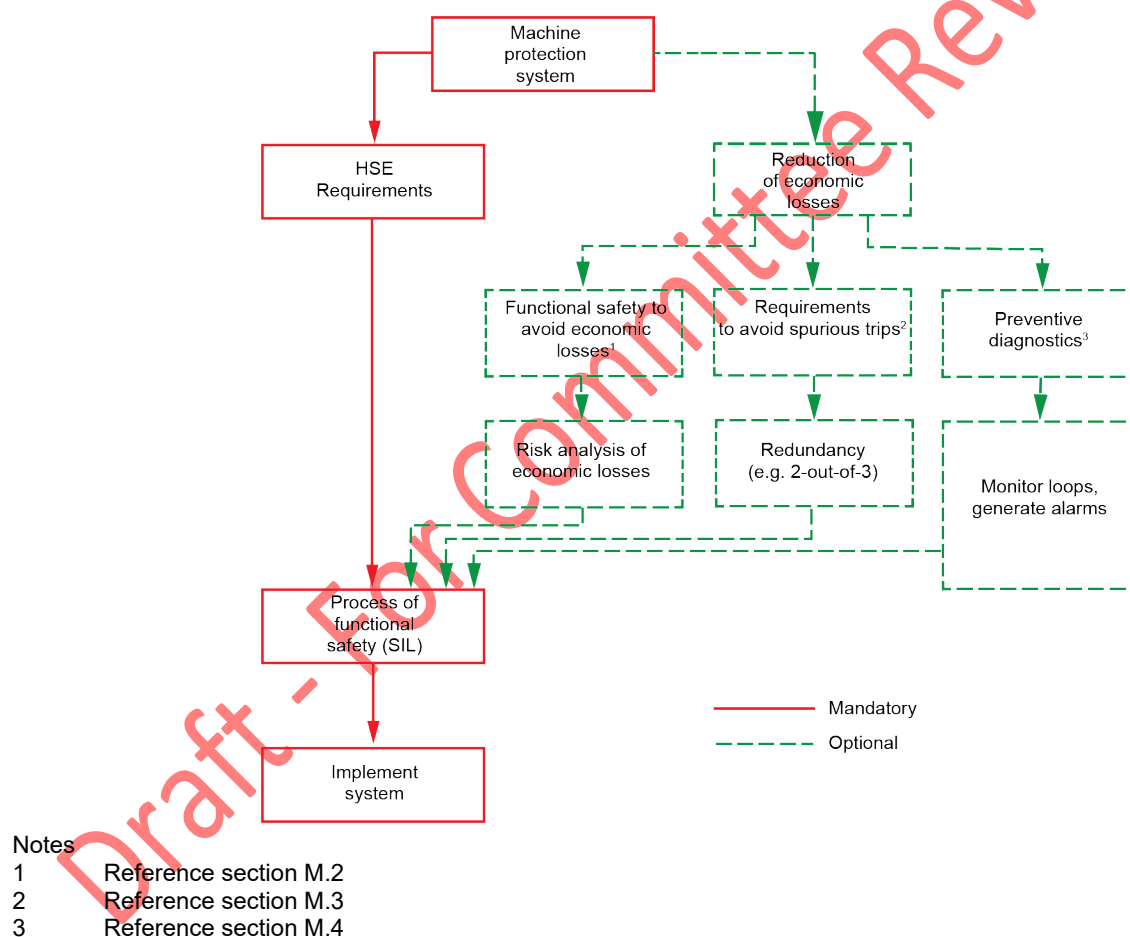 Machine
protection
system
HSE
Requirements
Reduction
of economic
losses
Functional safety to
avoid economic
losses1
Requirements
to avoid spurious trips2
Preventive
diagnostics3
Risk analysis of
economic losses
Redundancy
(e.g. 2-out-of-3)
Monitor loops,
generate alarms
Process of
functional
safety (SIL)
Implement
system
Mandatory
Optional
Notes
1 Reference section M.2
2 Reference section M.3
3 Reference section M.4
Draft - For Committee Rev